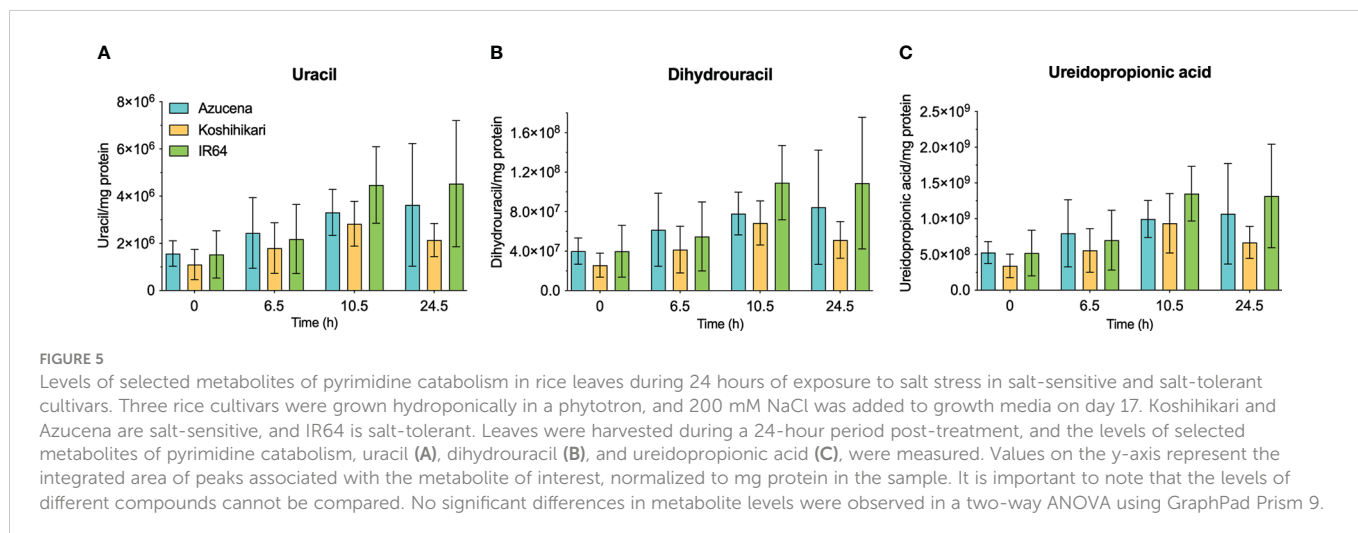 A
Uracil
8×10⁶
6×10⁶
4×10⁶
2×10⁶
0
Uracil/mg protein
Azucena
Koshihikari
IR64
0 6.5 10.5 24.5
Time (h)
B
Dihydrouracil
1.6×10⁸
1.2×10⁸
8.0×10⁷
4.0×10⁷
0.0
Dihydrouracil/mg protein
0 6.5 10.5 24.5
Time (h)
C
Ureidopropionic acid
2.5×10⁹
2.0×10⁹
1.5×10⁹
1.0×10⁹
5.0×10⁸
0.0
Ureidopropionic acid/mg protein
0 6.5 10.5 24.5
Time (h)
FIGURE 5
Levels of selected metabolites of pyrimidine catabolism in rice leaves during 24 hours of exposure to salt stress in salt-sensitive and salt-tolerant
cultivars. Three rice cultivars were grown hydroponically in a phytotron, and 200 mM NaCl was added to growth media on day 17. Koshihikari and
Azucena are salt-sensitive, and IR64 is salt-tolerant. Leaves were harvested during a 24-hour period post-treatment, and the levels of selected
metabolites of pyrimidine catabolism, uracil (A), dihydrouracil (B), and ureidopropionic acid (C), were measured. Values on the y-axis represent the
integrated area of peaks associated with the metabolite of interest, normalized to mg protein in the sample. It is important to note that the levels of
different compounds cannot be compared. No significant differences in metabolite levels were observed in a two-way ANOVA using GraphPad Prism 9.